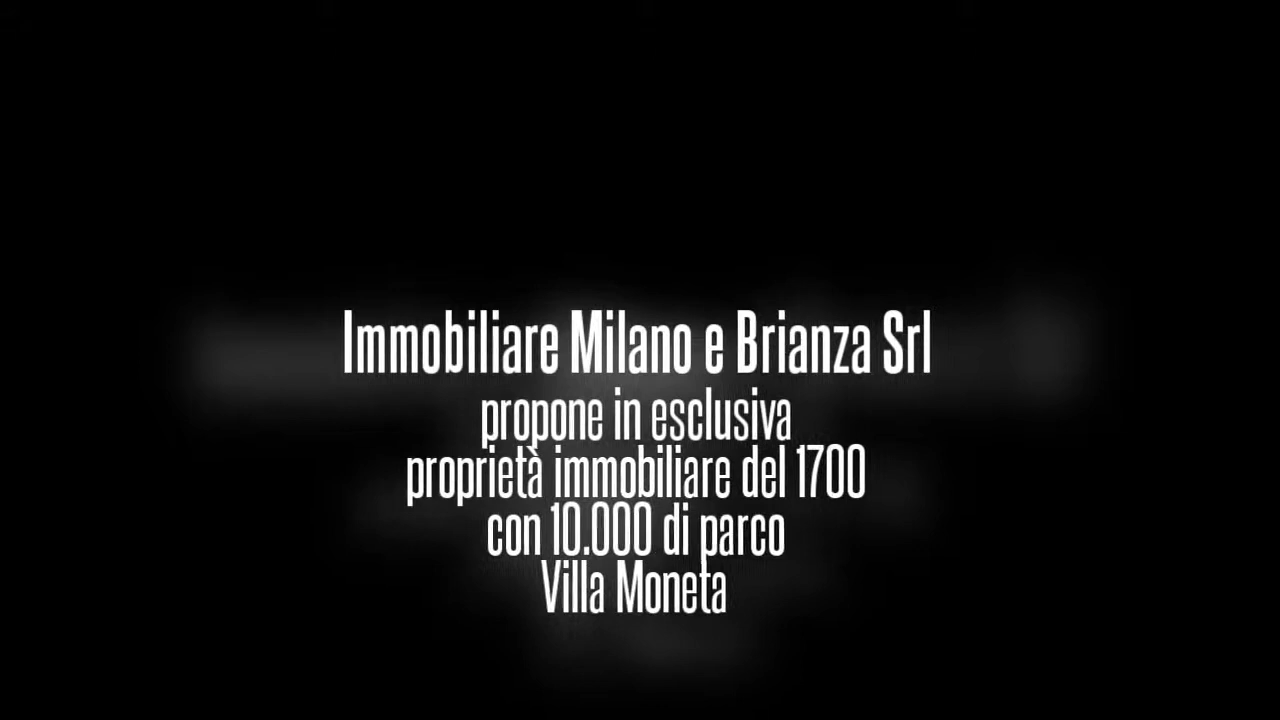 Immobiliare Milano e Brianza Srl
propone in esclusiva
proprietà immobiliare del 1700
con 10.000 di parco
Villa Moneta